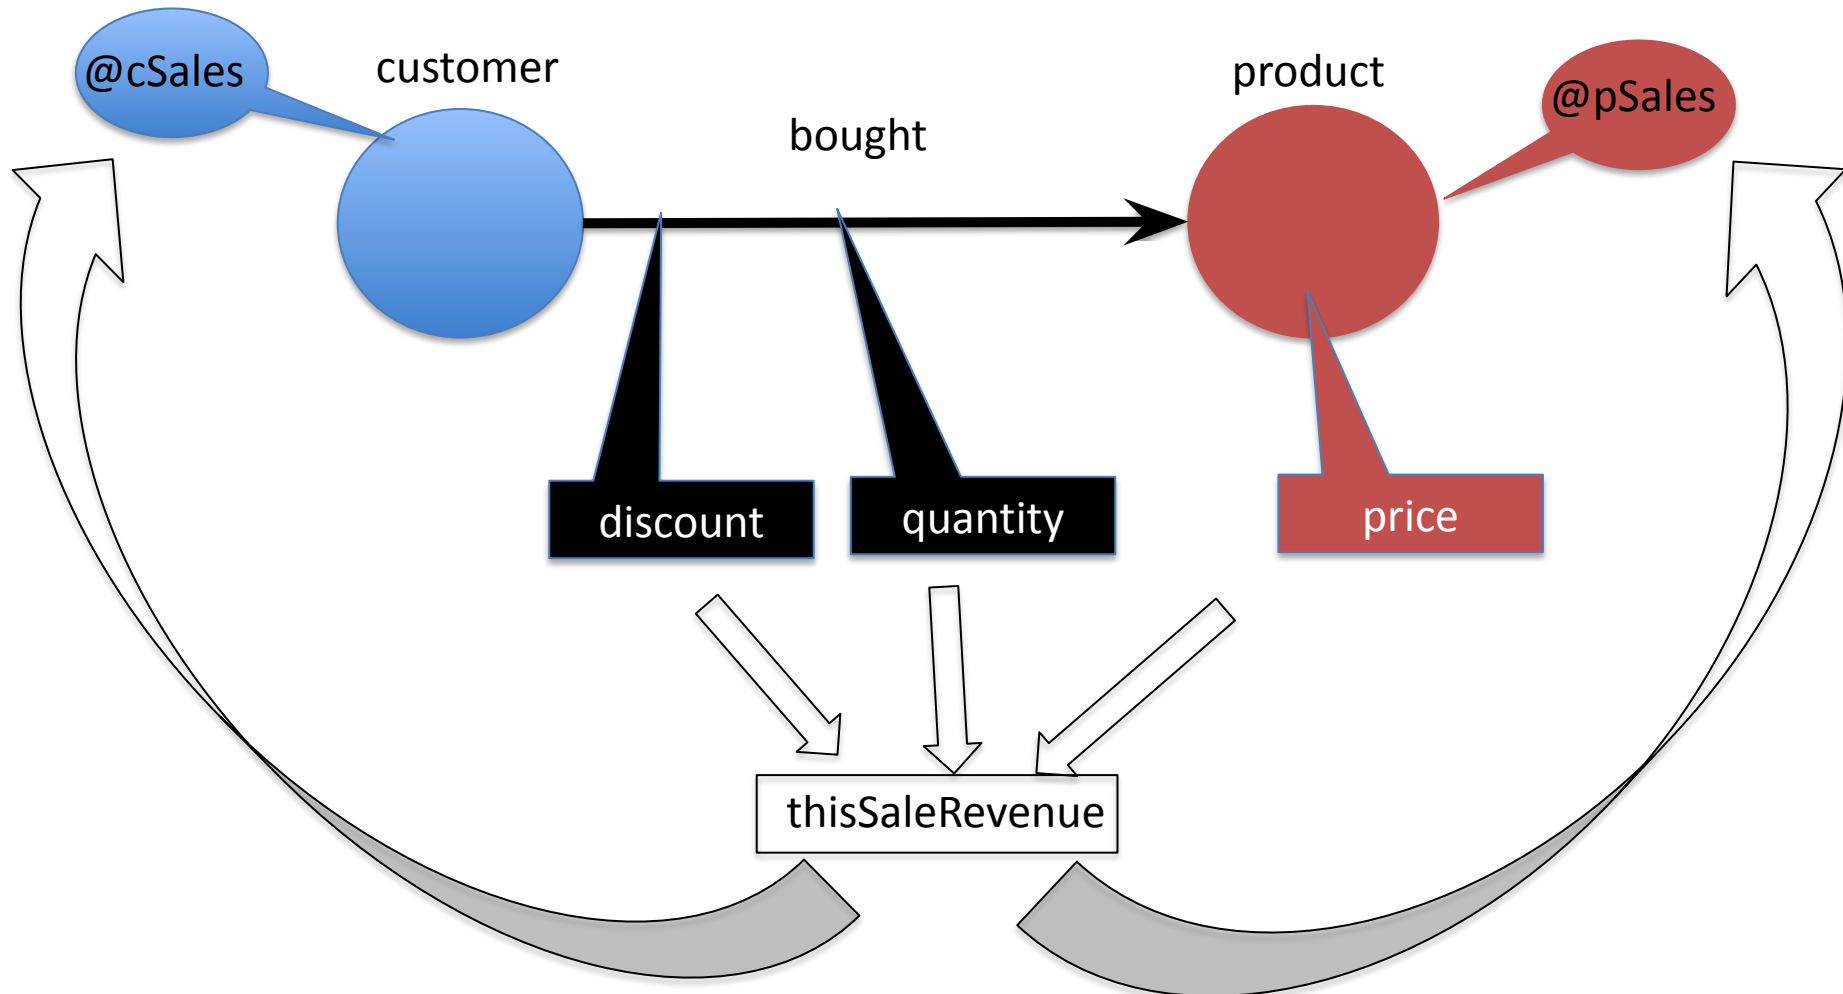 @cSales
customer
bought
product
@pSales
discount
quantity
price
thisSaleRevenue